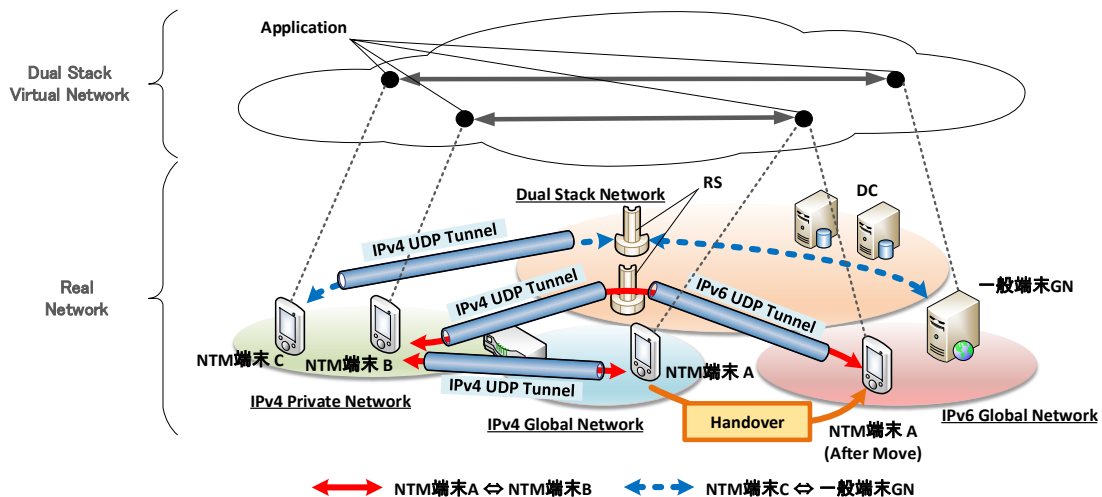 Application
Dual Stack
Virtual Network
Dual Stack Network
RS
DC
IPv4 UDP Tunnel
Real
Network
IPv4 UDP Tunnel
IPv6 UDP Tunnel
一般端末GN
NTM端末 C
NTM端末 B
IPv4 UDP Tunnel
NTM端末 A
IPv4 Private Network
IPv4 Global Network
Handover
IPv6 Global Network
NTM端末 A
(After Move)
NTM端末A ⇔ NTM端末B
NTM端末C ⇔ 一般端末GN